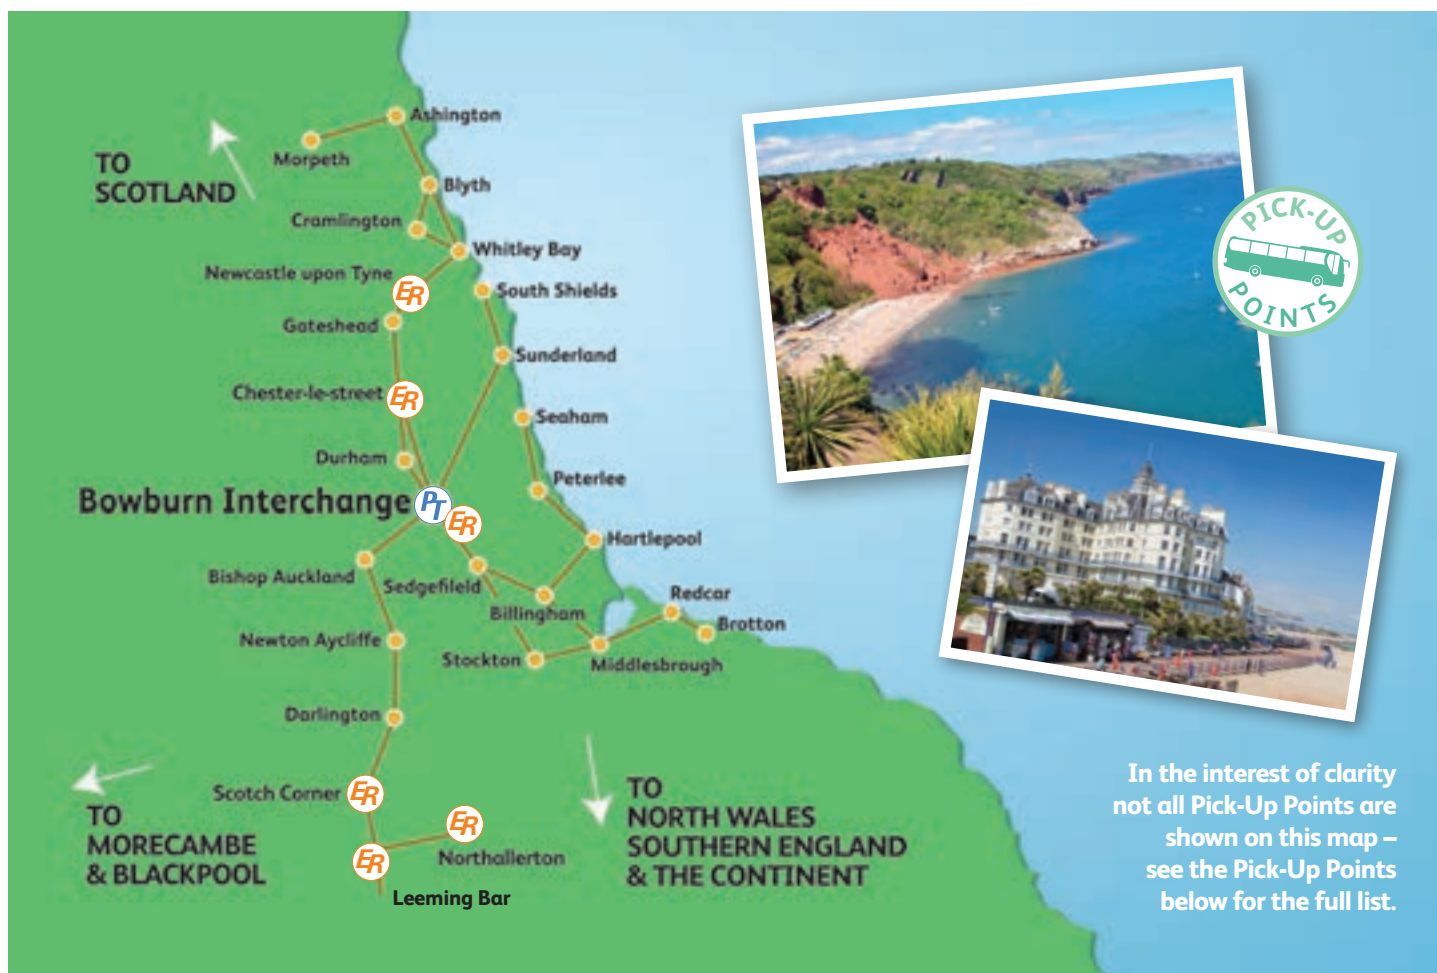 Ashington
Morpeth
TO
SCOTLAND
Blyth
Cramlington
Whitley Bay
Newcastle upon Tyne
ER
South Shields
Gateshead
Sunderland
Chester-le-street
ER
Seaham
Durham
Peterlee
Bowburn Interchange
PT
ER
Hartlepool
Bishop Auckland
Sedgefileld
Billingham
Redcar
Brotton
Newton Aycliffe
Stockton
Middlesbrough
Darlington
Scotch Corner
ER
TO
MORECAMBE
& BLACKPOOL
ER
Northallerton
ER
Leeming Bar
TO
NORTH WALES
SOUTHERN ENGLAND
& THE CONTINENT
PICK-UP
POINTS
In the interest of clarity
not all Pick-Up Points are
shown on this map –
see the Pick-Up Points
below for the full list.